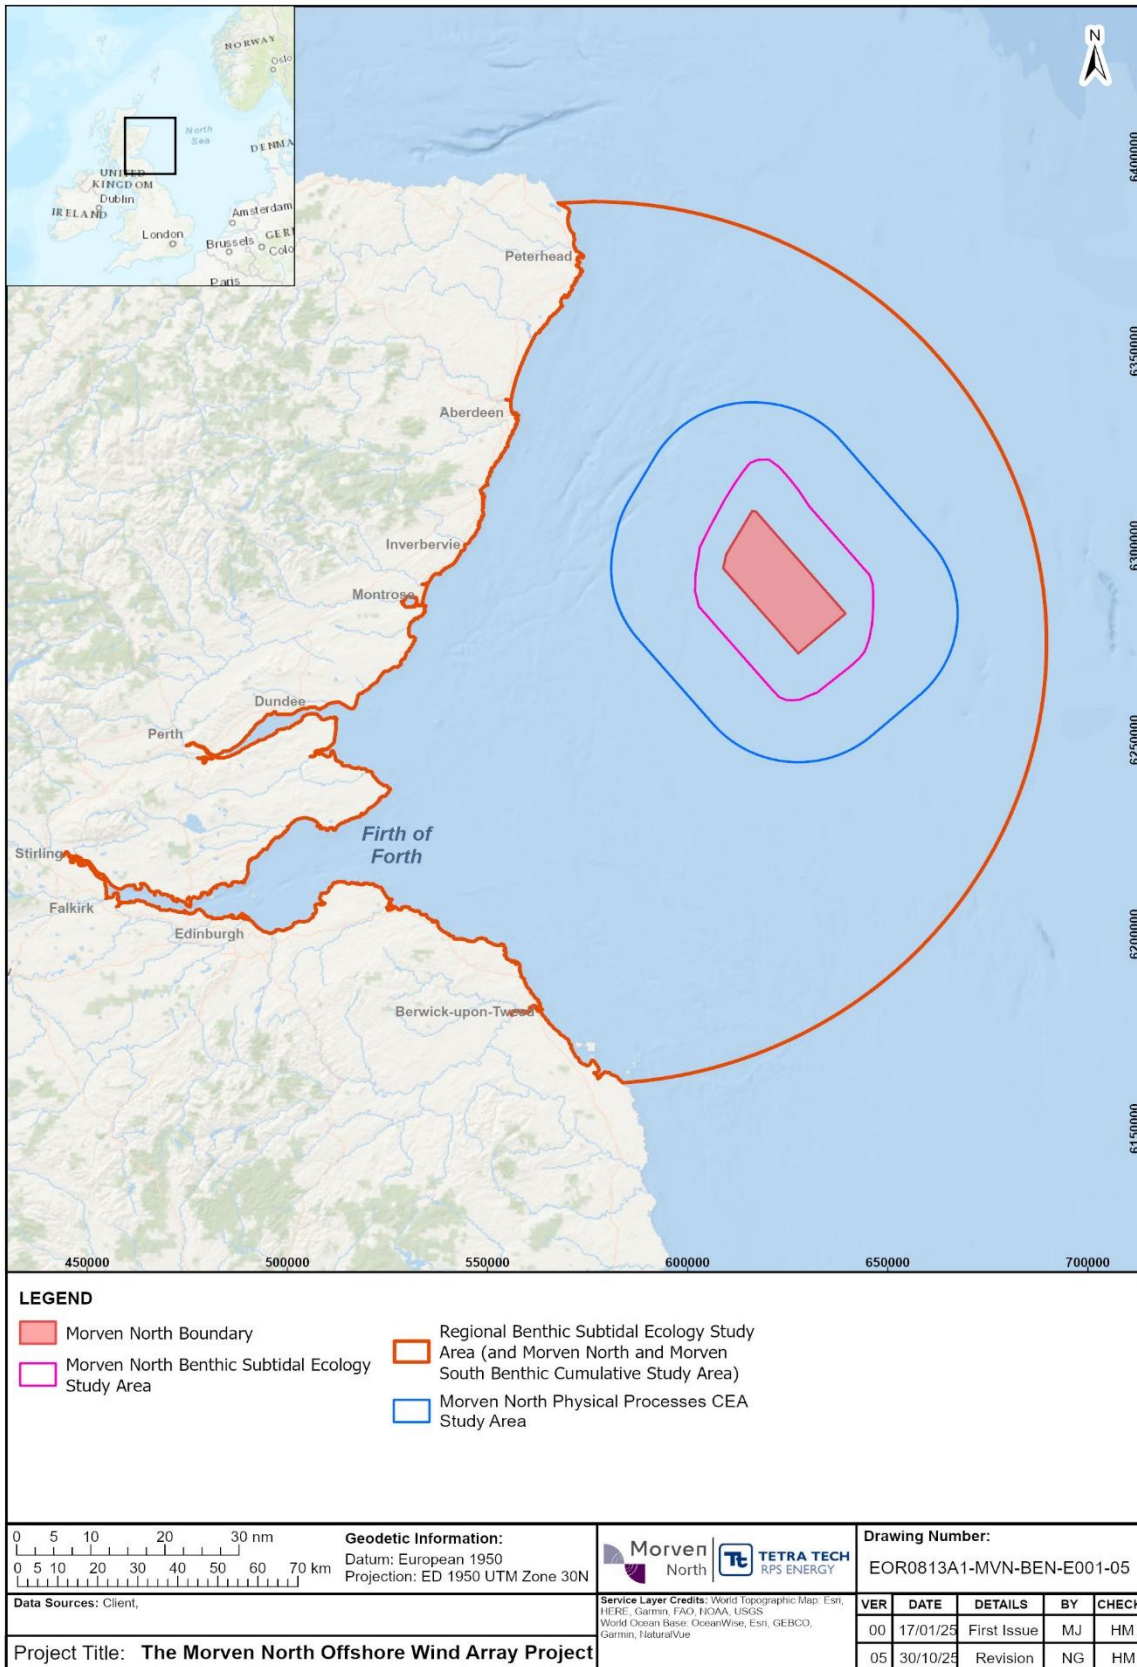 NORWAY
Oslo
North
Sea
DENMA
UNITED
KINGDOM
Dublin
IRELAND
Amsterdam
London
GER
Brussels
Colo
Paris
N
6400000
Peterhead
6350000
Aberdeen
Inverbervie
6300000
Montrose
Dundee
Perth
6250000
Firth of
Forth
Stirling
Falkirk
Edinburgh
6200000
Berwick-upon-Tweed
6150000
450000 500000 550000 600000 650000 700000
LEGEND
Morven North Boundary
Morven North Benthic Subtidal Ecology
Study Area
Regional Benthic Subtidal Ecology Study
Area (and Morven North and Morven
South Benthic Cumulative Study Area)
Morven North Physical Processes CEA
Study Area
0 5 10 20 30 nm
0 5 10 20 30 40 50 60 70 km
Geodetic Information:
Datum: European 1950
Projection: ED 1950 UTM Zone 30N
Morven
North
Tt TETRA TECH
RPS ENERGY
Drawing Number:
EOR0813A1-MVN-BEN-E001-05
Data Sources: Client,
Service Layer Credits: World Topographic Map: Esri,
HERE, Garmin, FAO, NOAA, USGS
World Ocean Base: OceanWise, Esri, GEBCO,
Garmin, NaturalVue
VER DATE DETAILS BY CHECK
00 17/01/25 First Issue MJ HM
05 30/10/25 Revision NG HM
Project Title: The Morven North Offshore Wind Array Project